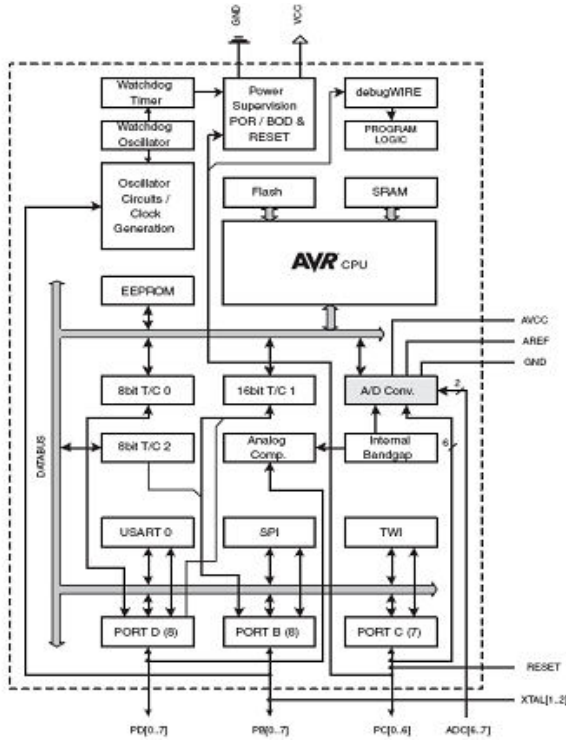 GND
VCC
Watchdog
Timer
Power
Supervision
POR / BOD &
RESET
debugWIRE
Watchdog
Oscillator
PROGRAM
LOGIC
Oscillator
Circuits /
Clock
Generation
Flash
SRAM
AVR CPU
EEPROM
AVCC
AREF
GND
8bit T/C 0
16bit T/C 1
A/D Conv.
2
DATABUS
8bit T/C 2
Analog
Comp.
Internal
Bandgap
6
USART 0
SPI
TWI
PORT D (8)
PORT B (8)
PORT C (7)
RESET
XTAL[1..2]
PD[0..7]
PB[0..7]
PC[0..6]
ADC[6..7]